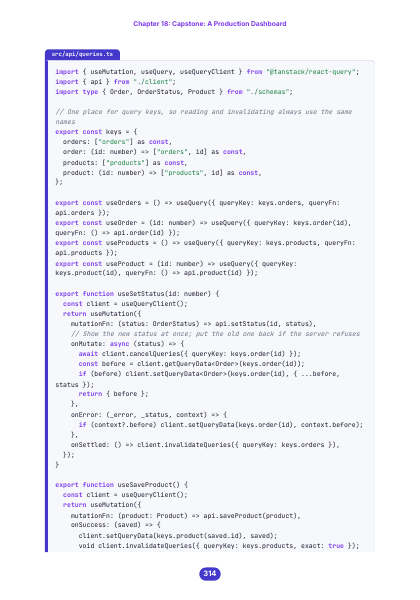 Chapter 18: Capstone: A Production Dashboard
src/api/queries.ts
import { useMutation, useQuery, useQueryClient } from "@tanstack/react-query";
import { api } from "./client";
import type { Order, OrderStatus, Product } from "./schemas";
// One place for query keys, so reading and invalidating always use the same
names
export const keys = {
  orders: ["orders"] as const,
  order: (id: number) => ["orders", id] as const,
  products: ["products"] as const,
  product: (id: number) => ["products", id] as const,
};
export const useOrders = () => useQuery({ queryKey: keys.orders, queryFn:
api.orders });
export const useOrder = (id: number) => useQuery({ queryKey: keys.order(id),
queryFn: () => api.order(id) });
export const useProducts = () => useQuery({ queryKey: keys.products, queryFn:
api.products });
export const useProduct = (id: number) => useQuery({ queryKey:
keys.product(id), queryFn: () => api.product(id) });
export function useSetStatus(id: number) {
  const client = useQueryClient();
  return useMutation({
    mutationFn: (status: OrderStatus) => api.setStatus(id, status),
    // Show the new status at once; put the old one back if the server refuses
    onMutate: async (status) => {
      await client.cancelQueries({ queryKey: keys.order(id) });
      const before = client.getQueryData<Order>(keys.order(id));
      if (before) client.setQueryData<Order>(keys.order(id), { ...before,
status });
      return { before };
    },
    onError: (_error, _status, context) => {
      if (context?.before) client.setQueryData(keys.order(id), context.before);
    },
    onSettled: () => client.invalidateQueries({ queryKey: keys.orders }),
  });
}
export function useSaveProduct() {
  const client = useQueryClient();
  return useMutation({
    mutationFn: (product: Product) => api.saveProduct(product),
    onSuccess: (saved) => {
      client.setQueryData(keys.product(saved.id), saved);
      void client.invalidateQueries({ queryKey: keys.products, exact: true });
314